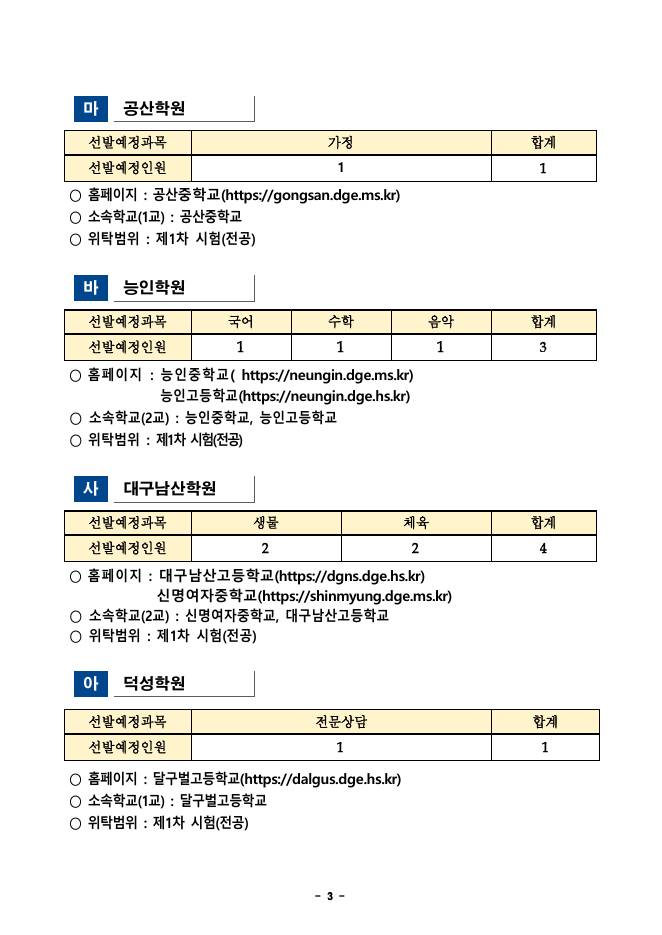 마 공산학원
선발예정과목 가정 합계
선발예정인원 1 1
○ 홈페이지 : 공산중학교(https://gongsan.dge.ms.kr)
○ 소속학교(1교) : 공산중학교
○ 위탁범위 : 제1차 시험(전공)
바 능인학원
선발예정과목 국어 수학 음악 합계
선발예정인원 1 1 1 3
○ 홈페이지 : 능인중학교( https://neungin.dge.ms.kr)
능인고등학교(https://neungin.dge.hs.kr)
○ 소속학교(2교) : 능인중학교, 능인고등학교
○ 위탁범위 : 제1차 시험(전공)
사 대구남산학원
선발예정과목 생물 체육 합계
선발예정인원 2 2 4
○ 홈페이지 : 대구남산고등학교(https://dgns.dge.hs.kr)
신명여자중학교(https://shinmyung.dge.ms.kr)
○ 소속학교(2교) : 신명여자중학교, 대구남산고등학교
○ 위탁범위 : 제1차 시험(전공)
아 덕성학원
선발예정과목 전문상담 합계
선발예정인원 1 1
○ 홈페이지 : 달구벌고등학교(https://dalgus.dge.hs.kr)
○ 소속학교(1교) : 달구벌고등학교
○ 위탁범위 : 제1차 시험(전공)
- 3 -